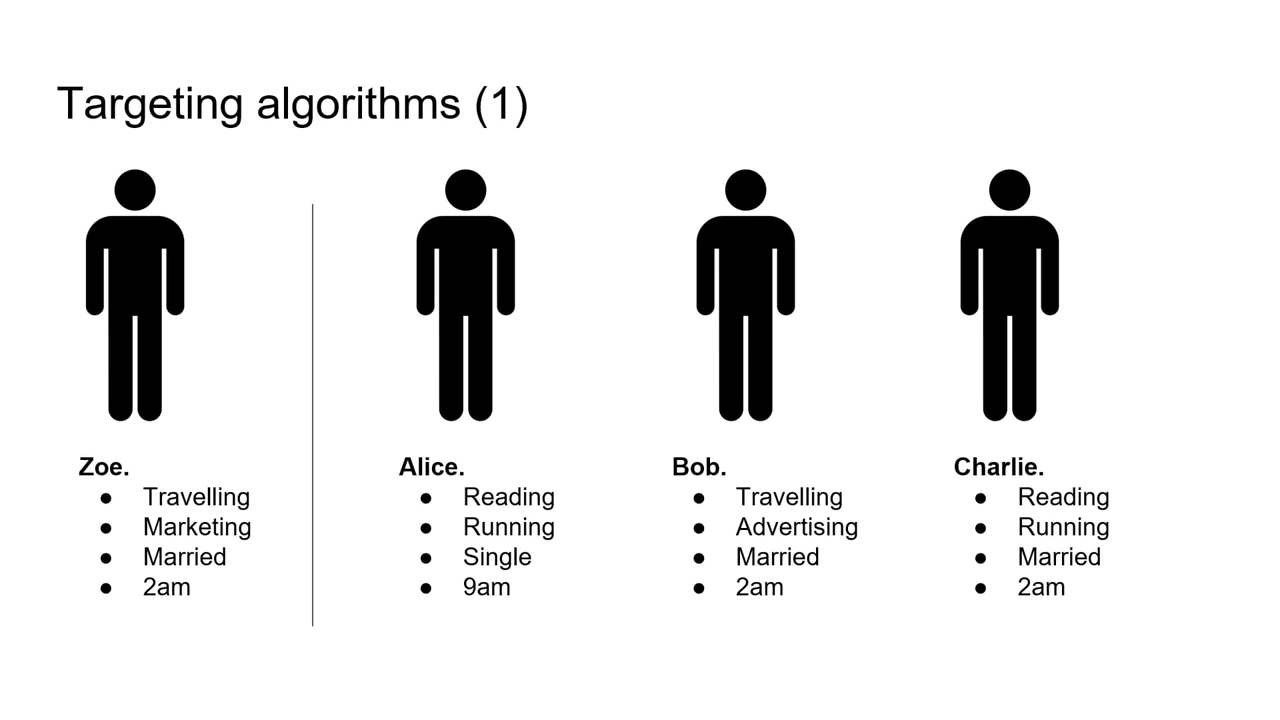 Targeting algorithms (1)
Zoe.
● Travelling
● Marketing
● Married
● 2am
Alice.
● Reading
● Running
● Single
● 9am
Bob.
● Travelling
● Advertising
● Married
● 2am
Charlie.
● Reading
● Running
● Married
● 2am